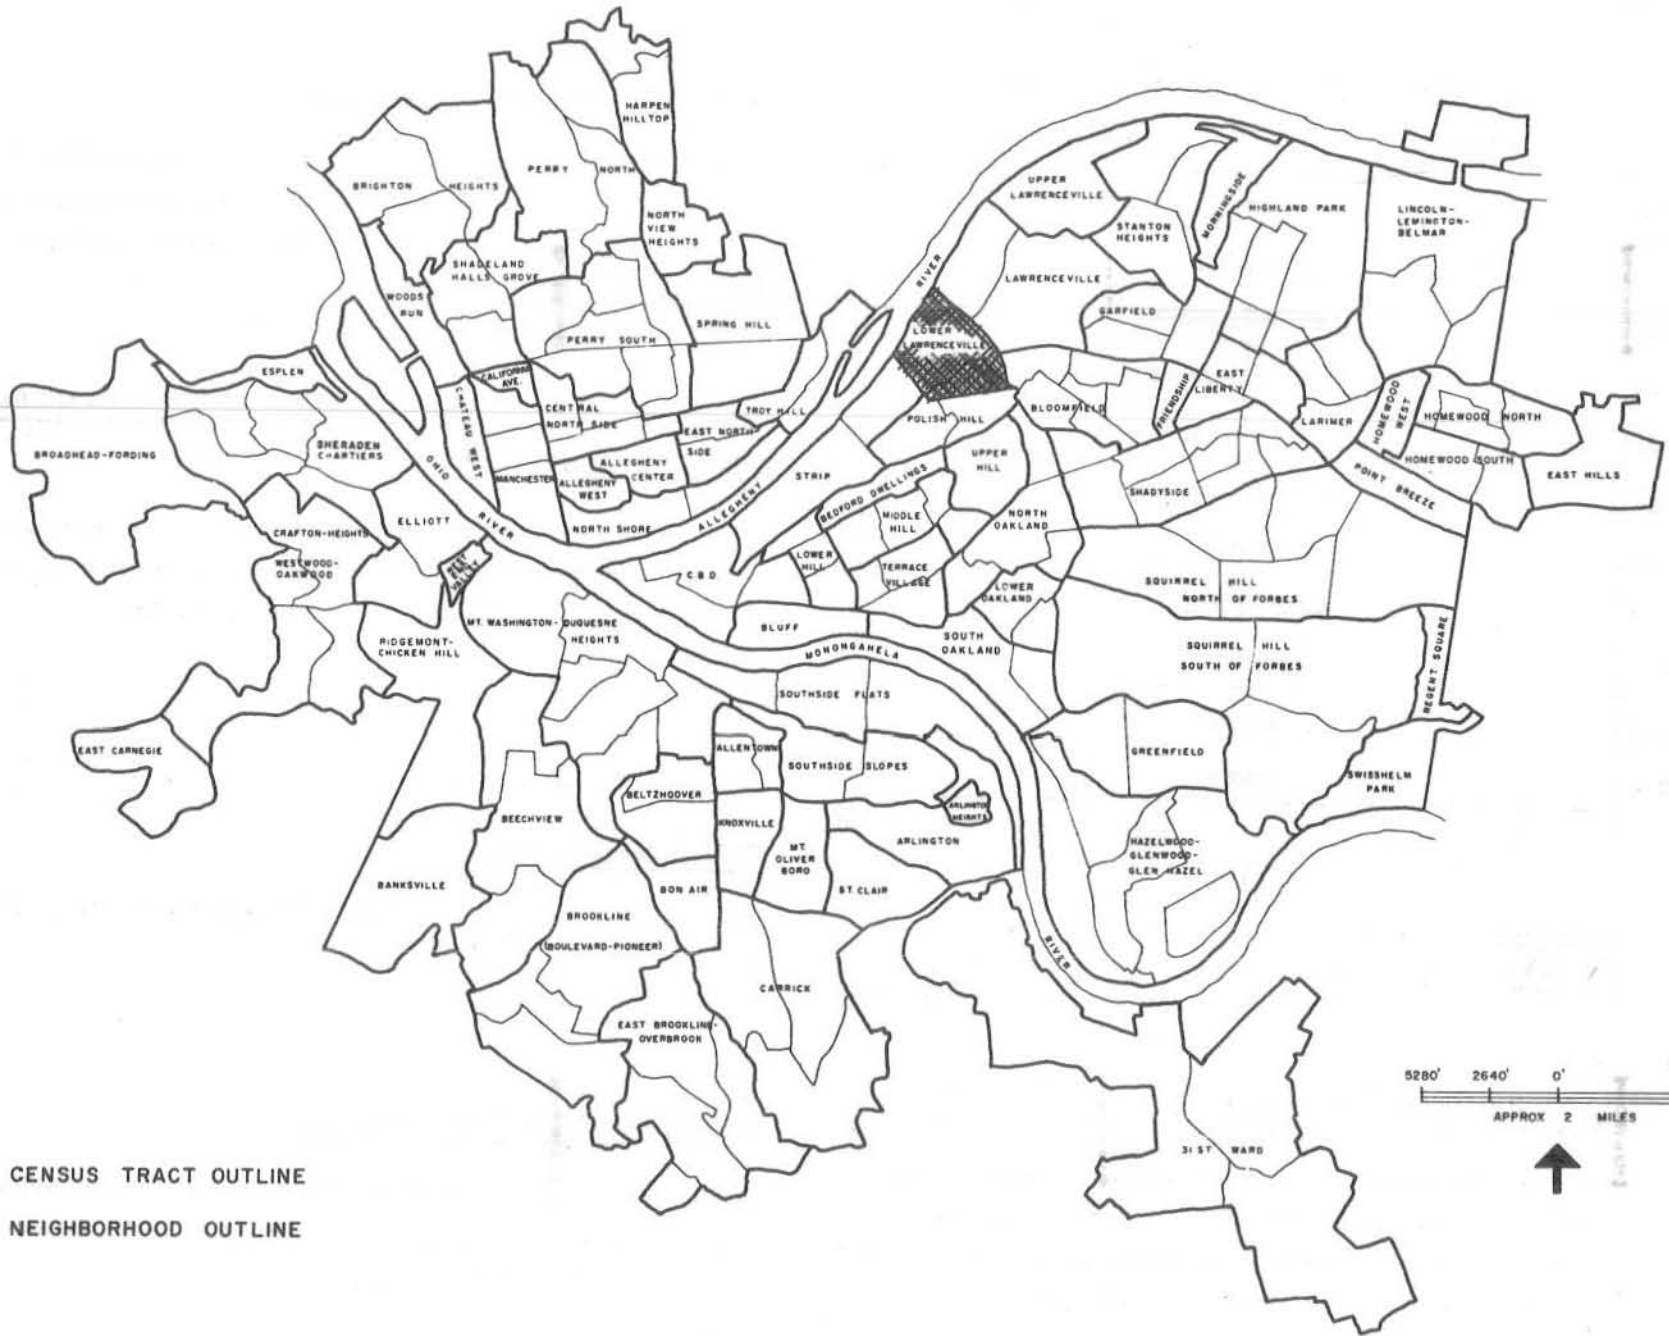 HARPEN
HILLTOP
PERRY NORTH
BRIGHTON HEIGHTS
NORTH
VIEW
HEIGHTS
SHADELAND
HALLS GROVE
WOODS
RUN
SPRING HILL
PERRY SOUTH
CALIFORNIA
AVE.
CHATEAU WEST
CENTRAL
NORTH SIDE
TROY HILL
EAST NORTH
SIDE
ALLEGHENY
CENTER
MANCHESTER
ALLEGHENY
WEST
NORTH SHORE
ESPLEN
SHERADEN
CHARTIERS
BROADHEAD-FORDING
OHIO
RIVER
ELLIOTT
CRAFTON-HEIGHTS
WESTWOOD-
OAKWOOD
WEST
END
VALLEY
RIDGEMONT-
CHICKEN HILL
EAST CARNEGIE
MT. WASHINGTON-DUQUESNE
HEIGHTS
BANKSVILLE
BEECHVIEW
BELTZHOOVER
BON AIR
BROOKLINE
(BOULEVARD-PIONEER)
EAST BROOKLINE-
OVERBROOK
CARRICK
ALLENTOWN
KNOXVILLE
MT.
OLIVER
BORO
ST. CLAIR
ARLINGTON
ARLINGTON
HEIGHTS
SOUTHSIDE SLOPES
SOUTHSIDE FLATS
MONONGAHELA
RIVER
ALLEGHENY
RIVER
UPPER
LAWRENCEVILLE
MORNINGSIDE
HIGHLAND PARK
LINCOLN-
LEMINGTON-
BELMAR
STANTON
HEIGHTS
LAWRENCEVILLE
GARFIELD
LOWER
LAWRENCEVILLE
POLISH HILL
BLOOMFIELD
FRIENDSHIP
EAST
LIBERTY
LARIMER
HOMEWOOD
WEST
HOMEWOOD NORTH
HOMEWOOD SOUTH
EAST HILLS
POINT BREEZE
SHADYSIDE
STRIP
UPPER
HILL
BEDFORD DWELLINGS
MIDDLE
HILL
NORTH
OAKLAND
LOWER
HILL
TERRACE
VILLAGE
LOWER
OAKLAND
C B D
BLUFF
SOUTH
OAKLAND
SQUIRREL HILL
NORTH OF FORBES
SQUIRREL HILL
SOUTH OF FORBES
REGENT SQUARE
GREENFIELD
SWISSHELM
PARK
HAZELWOOD-
GLENWOOD-
GLEN HAZEL
31 ST WARD
5280' 2640' 0'
APPROX 2 MILES
CENSUS TRACT OUTLINE
NEIGHBORHOOD OUTLINE